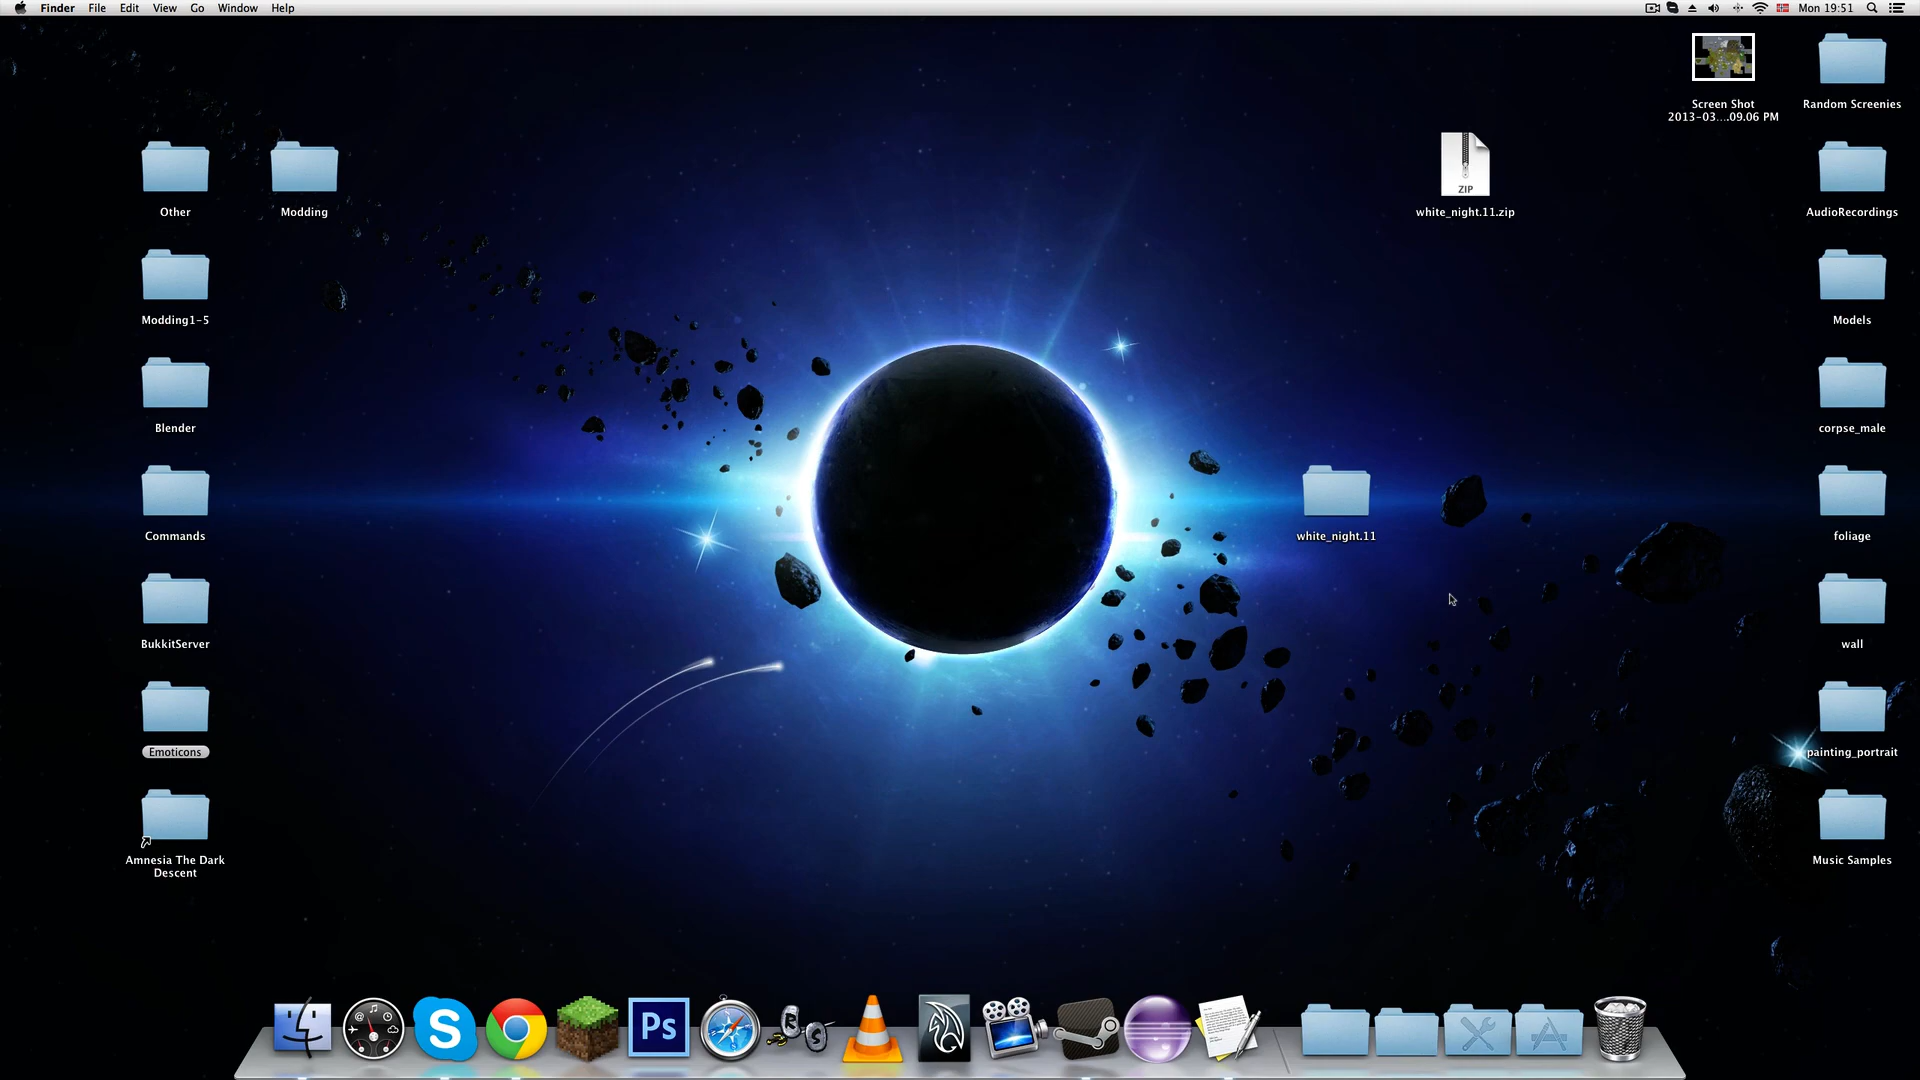 Finder File Edit View Go Window Help
Mon 19:51
Screen Shot
2013-03....09.06 PM
Random Screenies
Other
Modding
ZIP
white_night.11.zip
AudioRecordings
Modding1-5
Models
Blender
corpse_male
Commands
white_night.11
foliage
BukkitServer
wall
Emoticons
painting_portrait
Amnesia The Dark
Descent
Music Samples
S
Ps
R
S